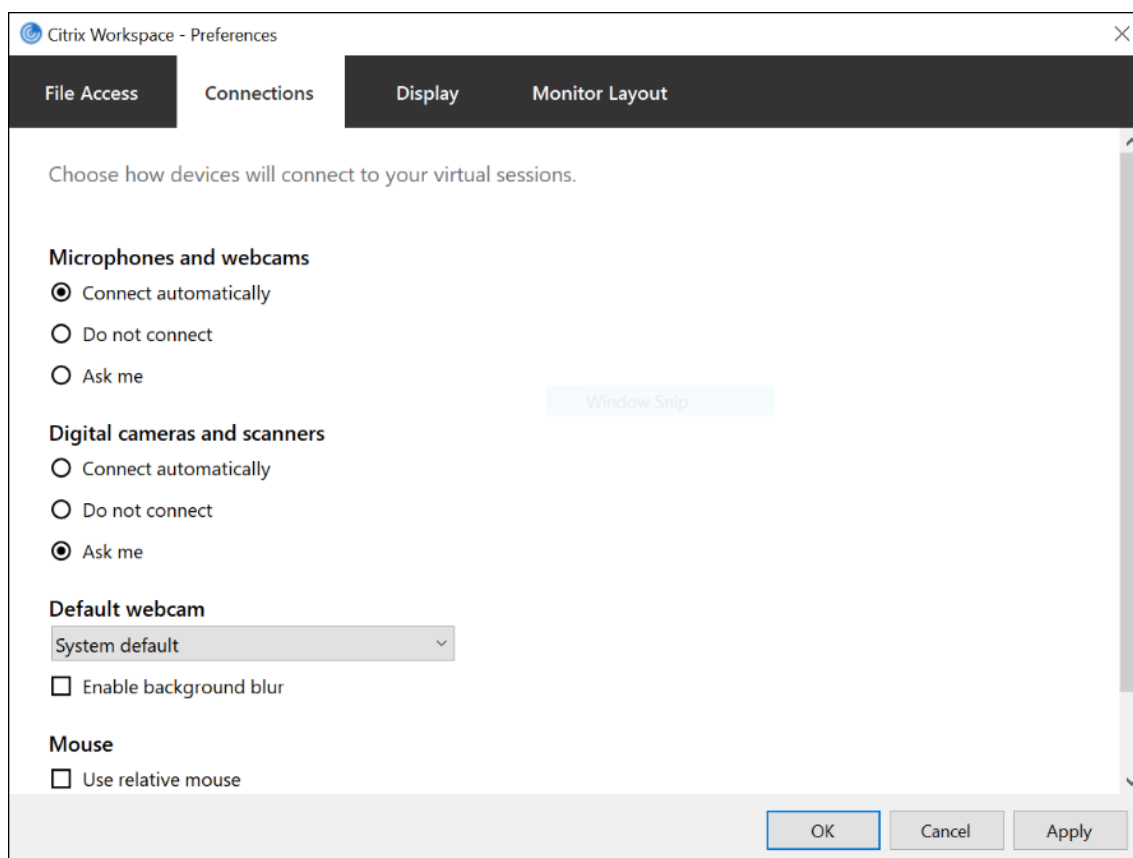 Citrix Workspace - Preferences
File Access Connections Display Monitor Layout
Choose how devices will connect to your virtual sessions.
Microphones and webcams
Connect automatically
Do not connect
Ask me
Window Snip
Digital cameras and scanners
Connect automatically
Do not connect
Ask me
Default webcam
System default
Enable background blur
Mouse
Use relative mouse
OK Cancel Apply